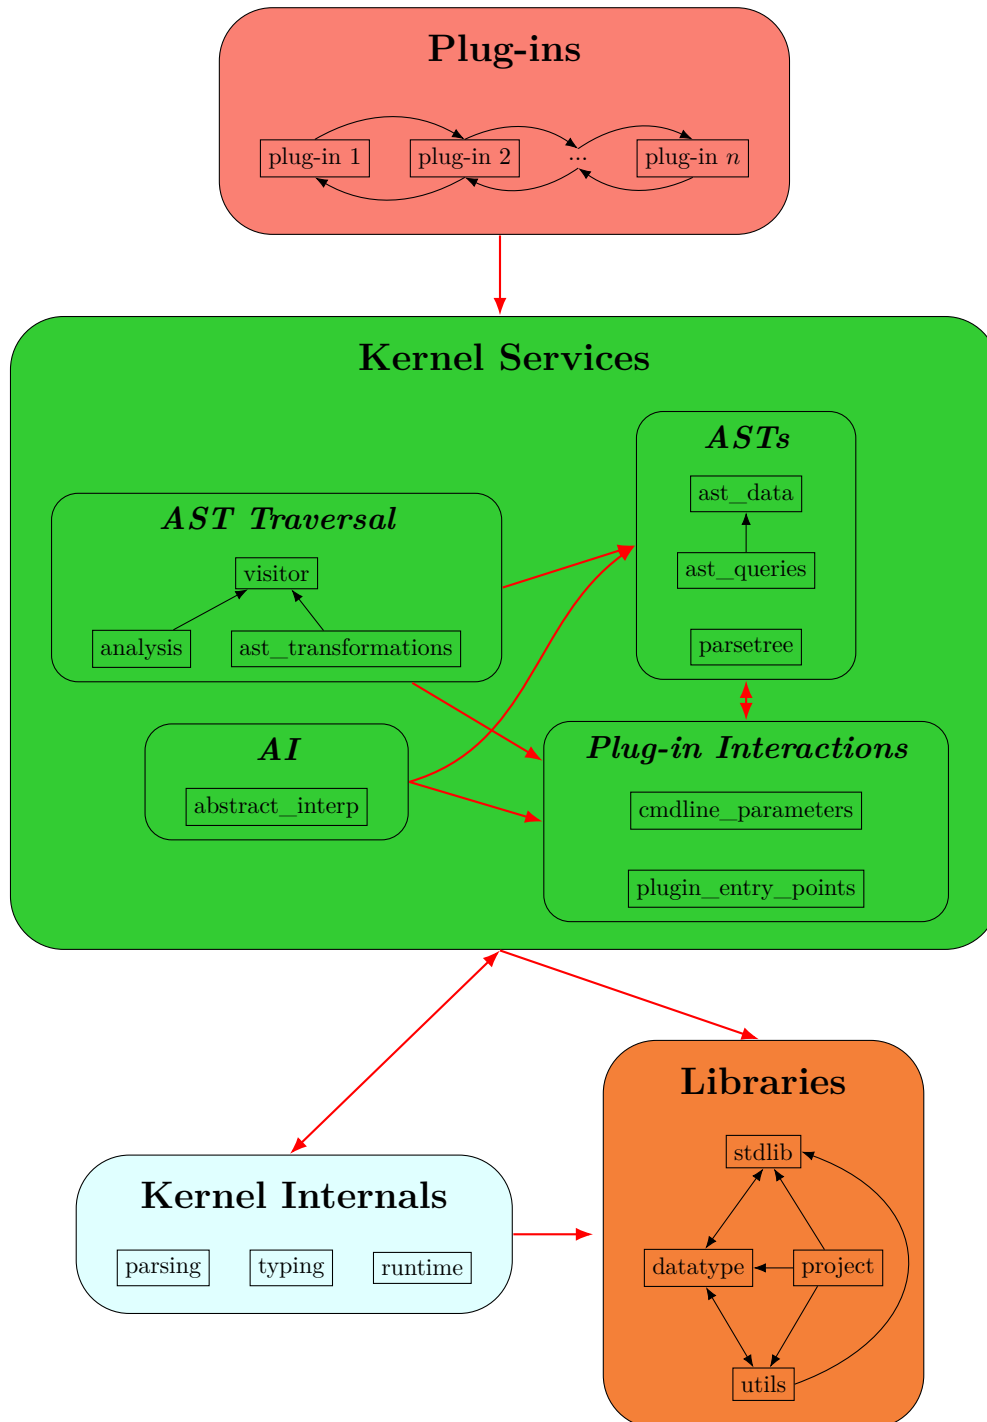 Plug-ins
plug-in 1
plug-in 2
...
plug-in n
Kernel Services
ASTs
ast_data
ast_queries
parsetree
AST Traversal
visitor
analysis
ast_transformations
AI
abstract_interp
Plug-in Interactions
cmdline_parameters
plugin_entry_points
Libraries
stdlib
datatype
project
utils
Kernel Internals
parsing
typing
runtime